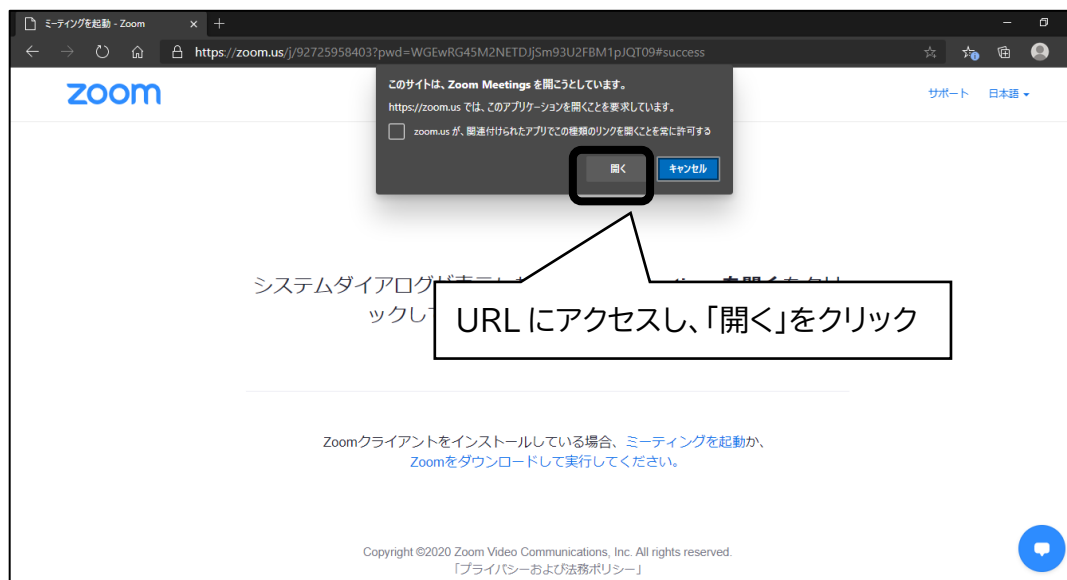 ミーティングを起動 - Zoom
https://zoom.us/j/92725958403?pwd=WGEwRG45M2NETDJjSm93U2FBM1pJQT09#success
zoom
サポート 日本語
このサイトは、Zoom Meetings を開こうとしています。
https://zoom.us では、このアプリケーションを開くことを要求しています。
zoom.us が、関連付けられたアプリでこの種類のリンクを開くことを常に許可する
開く キャンセル
システムダイアログが
ックして
URL にアクセスし、「開く」をクリック
Zoomクライアントをインストールしている場合、ミーティングを起動か、
Zoomをダウンロードして実行してください。
Copyright ©2020 Zoom Video Communications, Inc. All rights reserved.
「プライバシーおよび法務ポリシー」